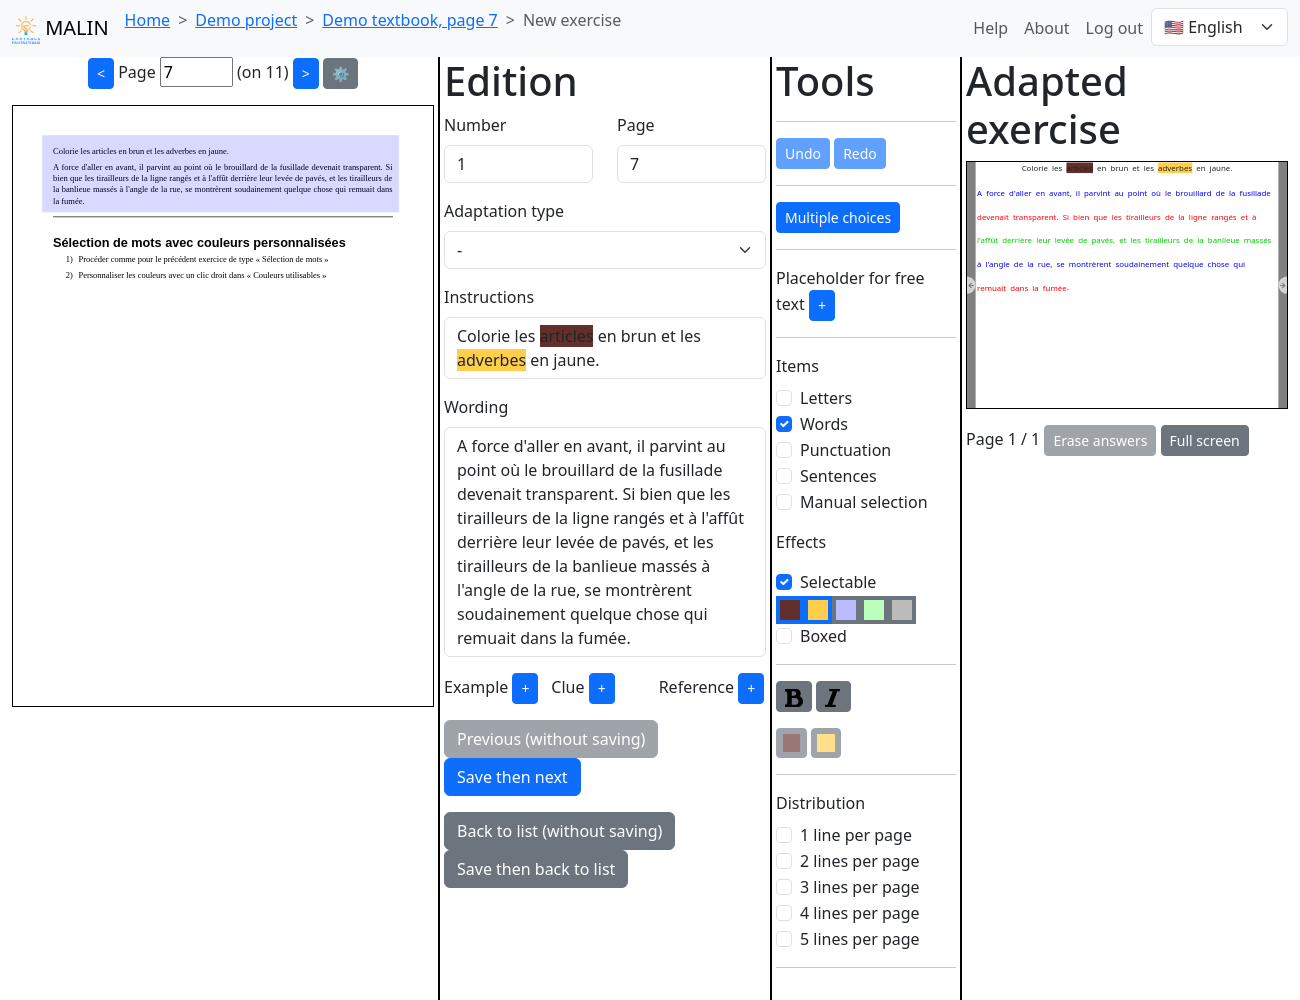 MALIN
Home > Demo project > Demo textbook, page 7 > New exercise
Help About Log out 🇺🇸 English
< Page 7 (on 11) > ⚙️
Colorie les articles en brun et les adverbes en jaune.
A force d'aller en avant, il parvint au point où le brouillard de la fusillade devenait transparent. Si
bien que les tirailleurs de la ligne rangés et à l'affût derrière leur levée de pavés, et les tirailleurs de
la banlieue massés à l'angle de la rue, se montrèrent soudainement quelque chose qui remuait dans
la fumée.
Sélection de mots avec couleurs personnalisées
1) Procéder comme pour le précédent exercice de type « Sélection de mots »
2) Personnaliser les couleurs avec un clic droit dans « Couleurs utilisables »
Edition
Number Page
1 7
Adaptation type
-
Instructions
Colorie les articles en brun et les
adverbes en jaune.
Wording
A force d'aller en avant, il parvint au
point où le brouillard de la fusillade
devenait transparent. Si bien que les
tirailleurs de la ligne rangés et à l'affût
derrière leur levée de pavés, et les
tirailleurs de la banlieue massés à
l'angle de la rue, se montrèrent
soudainement quelque chose qui
remuait dans la fumée.
Example + Clue + Reference +
Previous (without saving)
Save then next
Back to list (without saving)
Save then back to list
Tools
Undo Redo
Multiple choices
Placeholder for free
text +
Items
Letters
Words
Punctuation
Sentences
Manual selection
Effects
Selectable
Boxed
B I
Distribution
1 line per page
2 lines per page
3 lines per page
4 lines per page
5 lines per page
Adapted
exercise
Colorie les articles en brun et les adverbes en jaune.
A force d'aller en avant, il parvint au point où le brouillard de la fusillade
devenait transparent. Si bien que les tirailleurs de la ligne rangés et à
l'affût derrière leur levée de pavés, et les tirailleurs de la banlieue massés
à l'angle de la rue, se montrèrent soudainement quelque chose qui
remuait dans la fumée.
Page 1 / 1 Erase answers Full screen